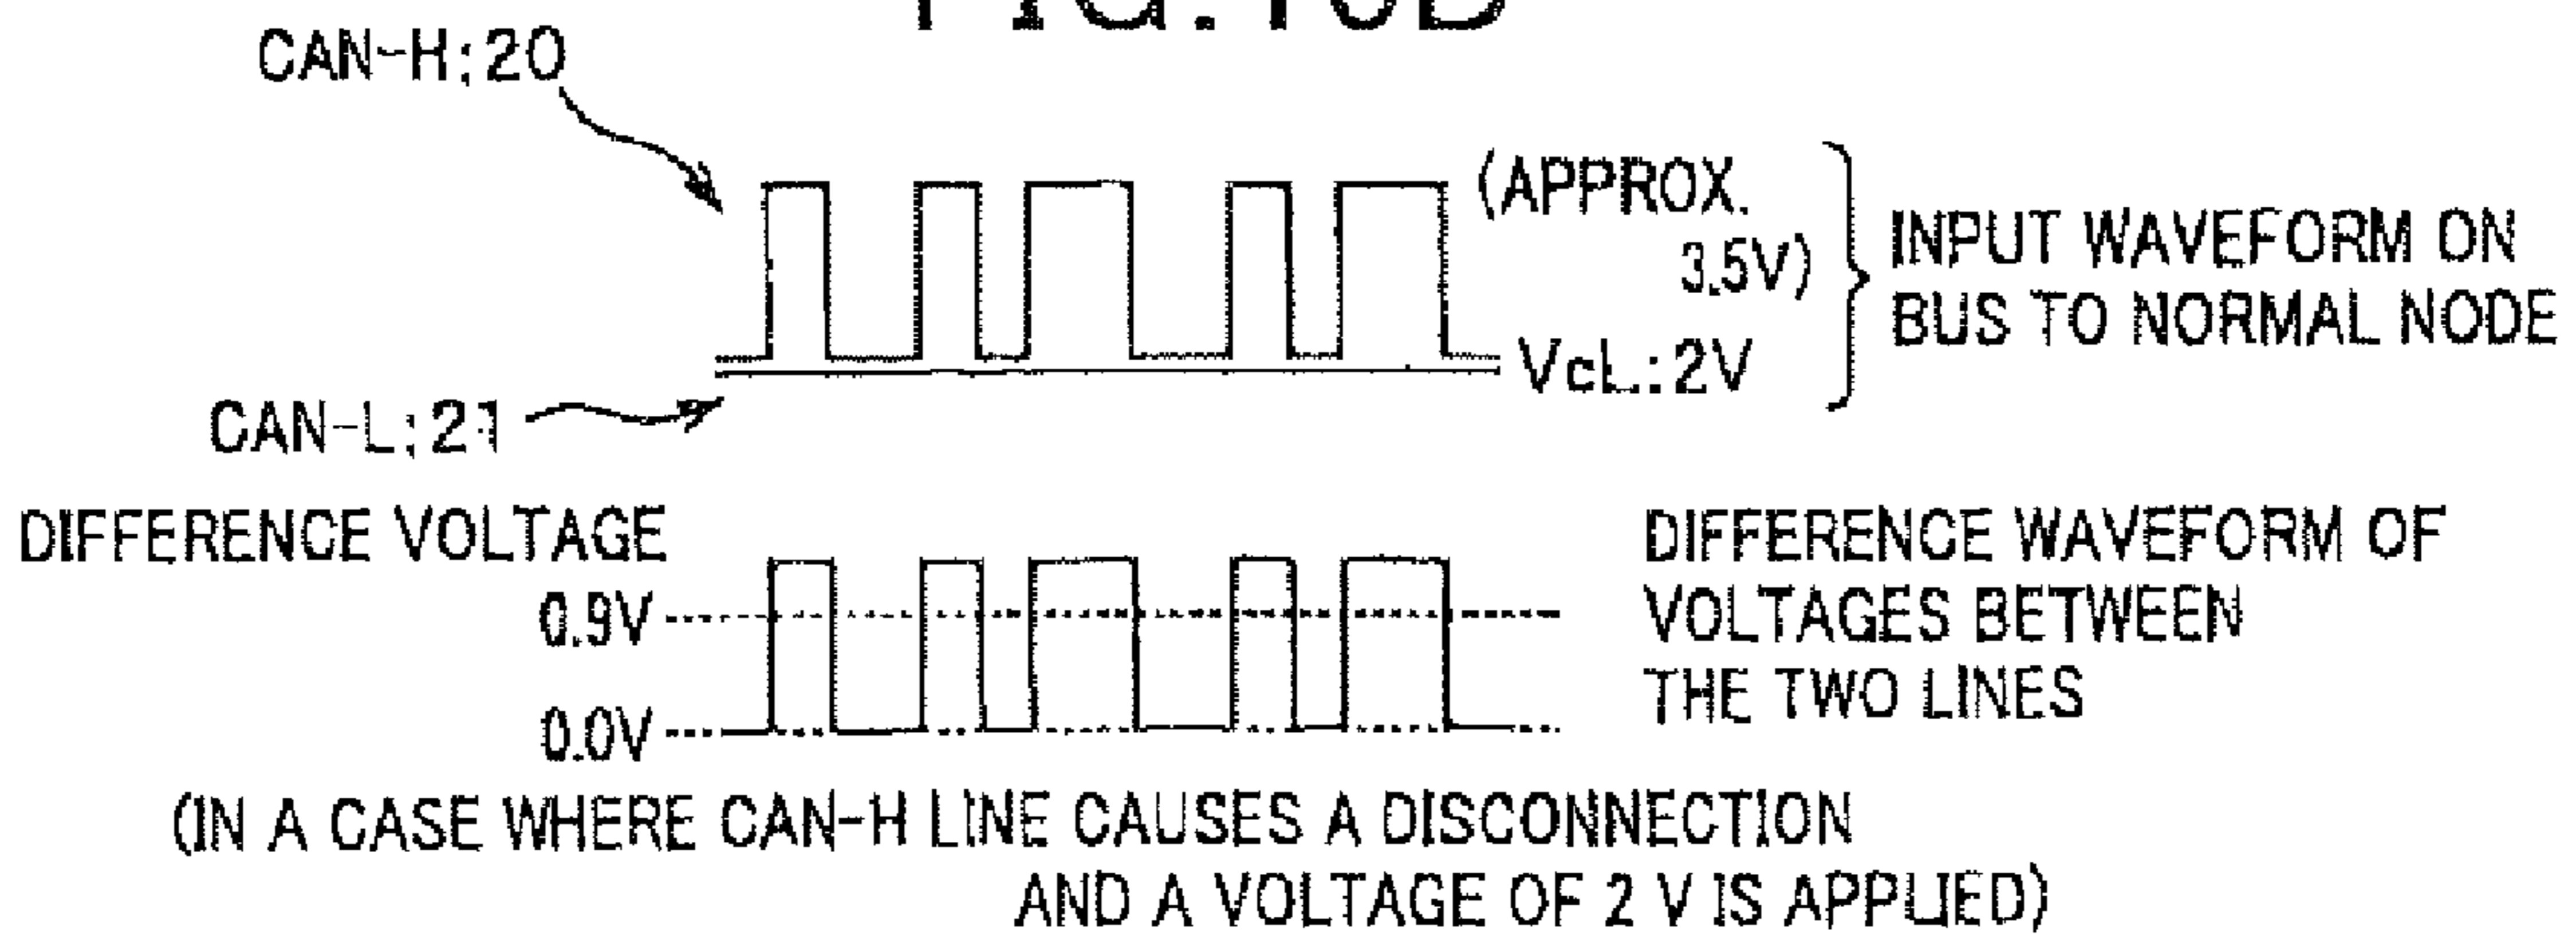 CAN-H:20
(APPROX.
3.5V)
INPUT WAVEFORM ON
BUS TO NORMAL NODE
VcL:2V
CAN-L:21
DIFFERENCE VOLTAGE
0.9V
0.0V
DIFFERENCE WAVEFORM OF
VOLTAGES BETWEEN
THE TWO LINES
(IN A CASE WHERE CAN-H LINE CAUSES A DISCONNECTION
AND A VOLTAGE OF 2 V IS APPLIED)